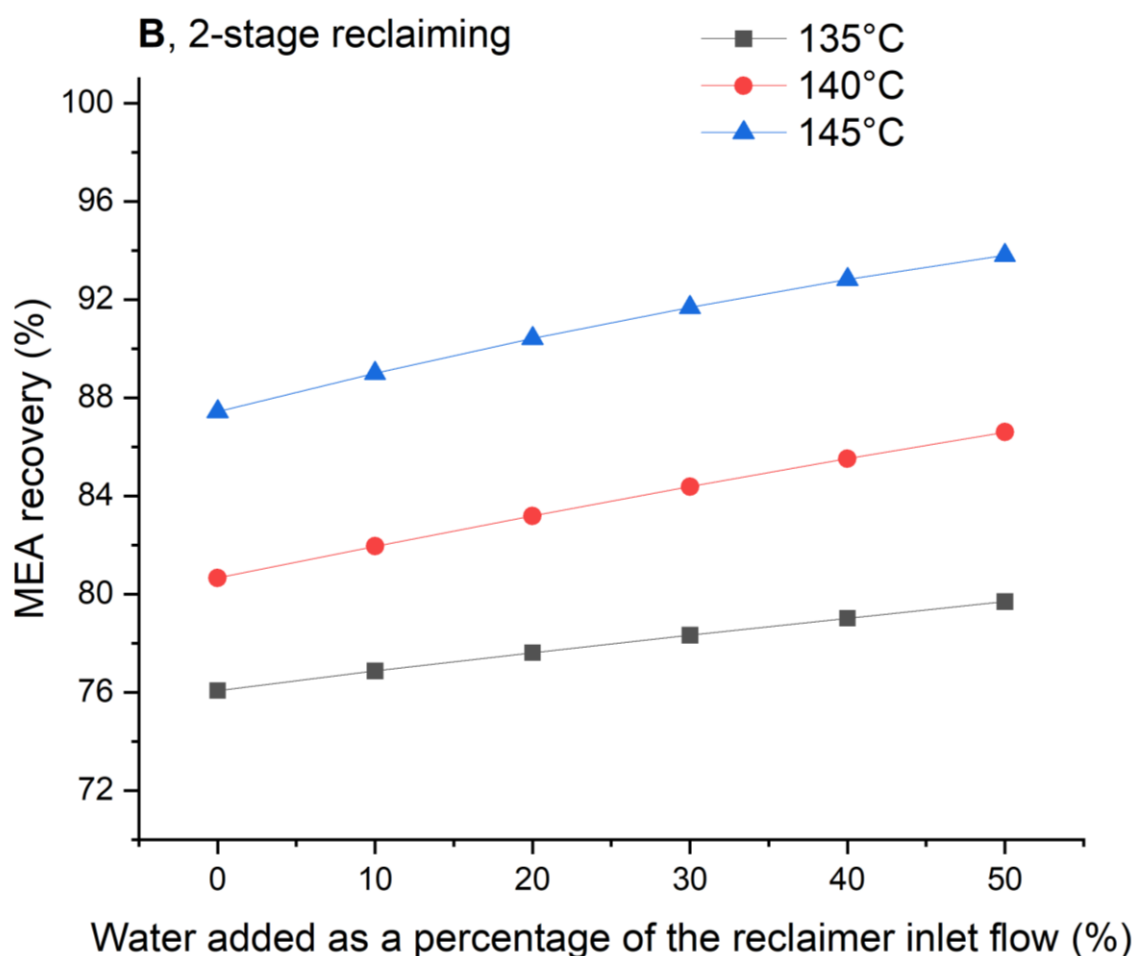 B, 2-stage reclaiming
135°C
140°C
145°C
MEA recovery (%)
100
96
92
88
84
80
76
72
0 10 20 30 40 50
Water added as a percentage of the reclaimer inlet flow (%)